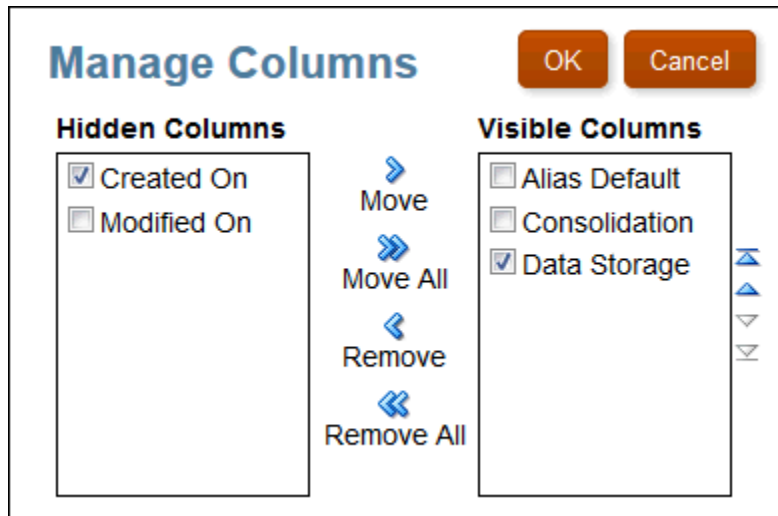 Manage Columns
OK
Cancel
Hidden Columns
Visible Columns
Created On
Modified On
Move
Move All
Remove
Remove All
Alias Default
Consolidation
Data Storage